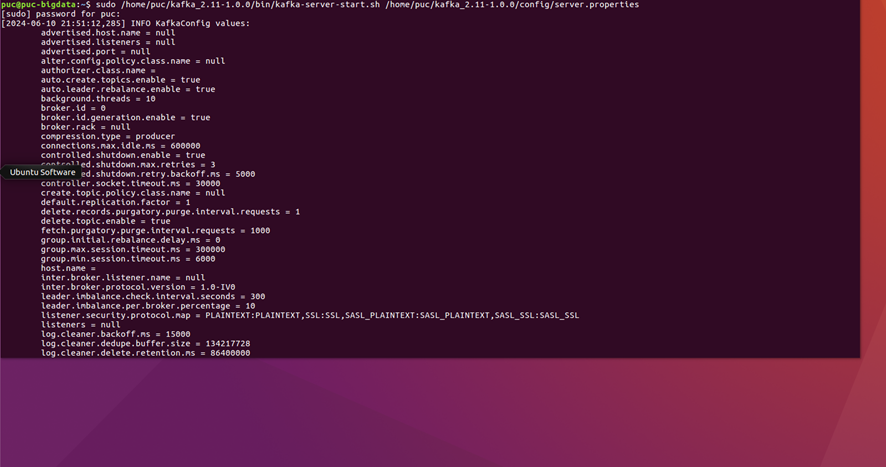 puc@puc-bigdata:~$ sudo /home/puc/kafka_2.11-1.0.0/bin/kafka-server-start.sh /home/puc/kafka_2.11-1.0.0/config/server.properties
[sudo] password for puc:
[2024-06-10 21:51:12,285] INFO KafkaConfig values:
advertised.host.name = null
advertised.listeners = null
advertised.port = null
alter.config.policy.class.name = null
authorizer.class.name =
auto.create.topics.enable = true
auto.leader.rebalance.enable = true
background.threads = 10
broker.id = 0
broker.id.generation.enable = true
broker.rack = null
compression.type = producer
connections.max.idle.ms = 600000
controlled.shutdown.enable = true
controlled.shutdown.max.retries = 3
Ubuntu Software
ed.shutdown.retry.backoff.ms = 5000
controller.socket.timeout.ms = 30000
create.topic.policy.class.name = null
default.replication.factor = 1
delete.records.purgatory.purge.interval.requests = 1
delete.topic.enable = true
fetch.purgatory.purge.interval.requests = 1000
group.initial.rebalance.delay.ms = 0
group.max.session.timeout.ms = 300000
group.min.session.timeout.ms = 6000
host.name =
inter.broker.listener.name = null
inter.broker.protocol.version = 1.0-IV0
leader.imbalance.check.interval.seconds = 300
leader.imbalance.per.broker.percentage = 10
listener.security.protocol.map = PLAINTEXT:PLAINTEXT,SSL:SSL,SASL_PLAINTEXT:SASL_PLAINTEXT,SASL_SSL:SASL_SSL
listeners = null
log.cleaner.backoff.ms = 15000
log.cleaner.dedupe.buffer.size = 134217728
log.cleaner.delete.retention.ms = 86400000